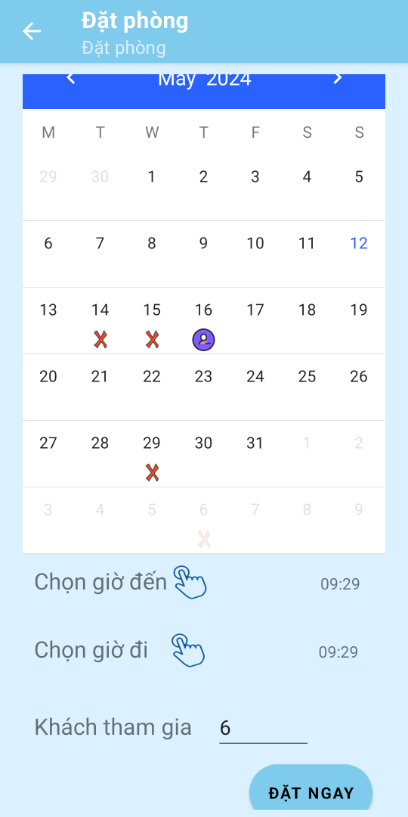 Đặt phòng
Đặt phòng
May 2024
M T W T F S S
29 30 1 2 3 4 5
6 7 8 9 10 11 12
13 14 15 16 17 18 19
20 21 22 23 24 25 26
27 28 29 30 31 1 2
3 4 5 6 7 8 9
Chọn giờ đến 09:29
Chọn giờ đi 09:29
Khách tham gia 6
ĐẶT NGAY